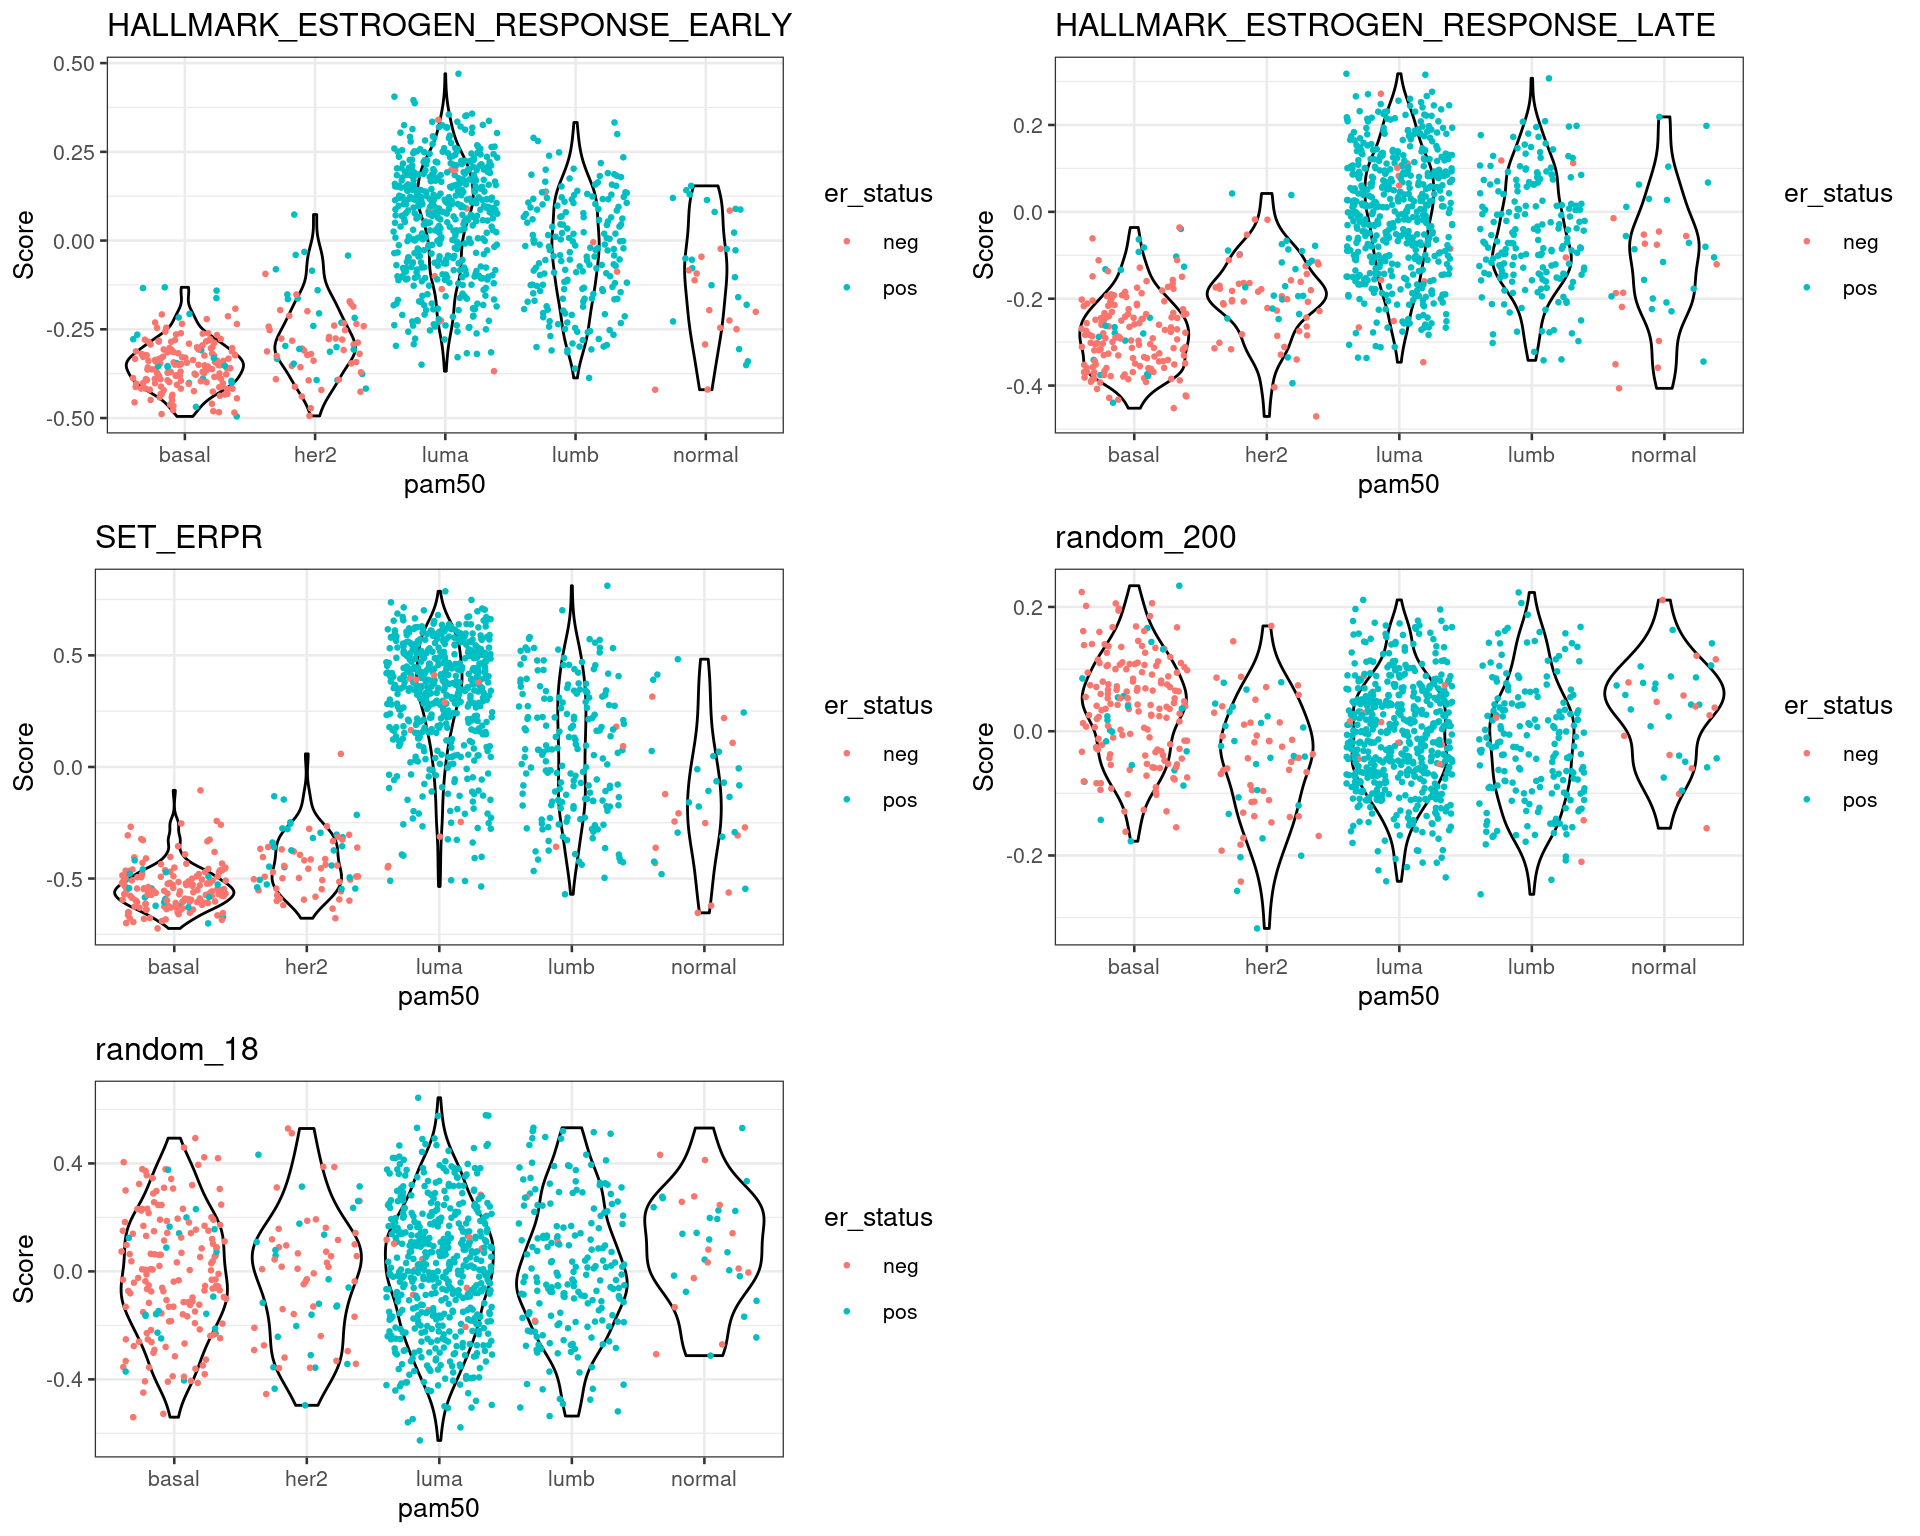 HALLMARK_ESTROGEN_RESPONSE_EARLY
0.50
0.25
0.00
-0.25
-0.50
Score
basal her2 luma lumb normal
pam50
er_status
neg
pos
HALLMARK_ESTROGEN_RESPONSE_LATE
0.2
0.0
-0.2
-0.4
Score
basal her2 luma lumb normal
pam50
er_status
neg
pos
SET_ERPR
0.5
0.0
-0.5
Score
basal her2 luma lumb normal
pam50
er_status
neg
pos
random_200
0.2
0.0
-0.2
Score
basal her2 luma lumb normal
pam50
er_status
neg
pos
random_18
0.4
0.0
-0.4
Score
basal her2 luma lumb normal
pam50
er_status
neg
pos